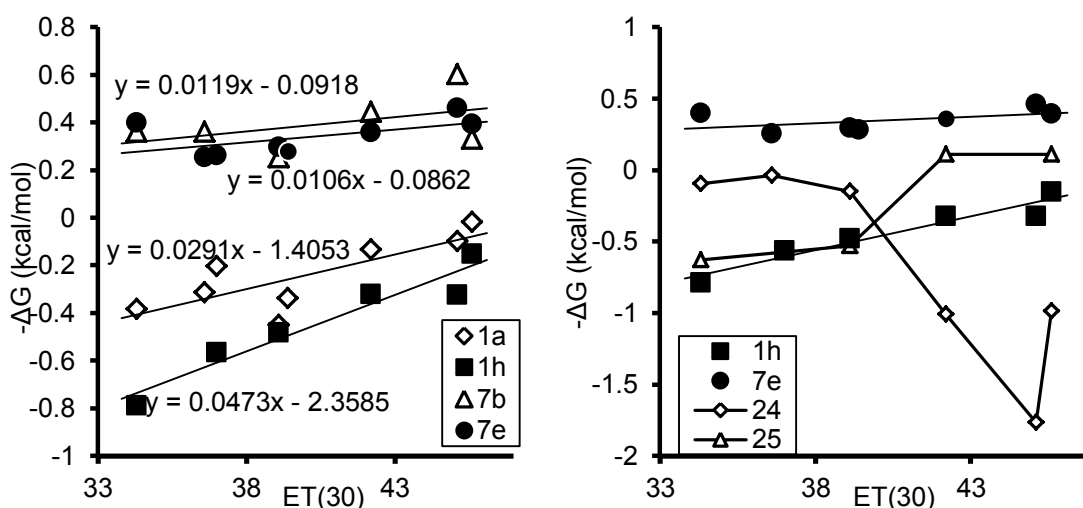 0.8
0.6
0.4
0.2
0
-0.2
-0.4
-0.6
-0.8
-1
-ΔG (kcal/mol)
y = 0.0119x - 0.0918
y = 0.0106x - 0.0862
y = 0.0291x - 1.4053
y = 0.0473x - 2.3585
1a
1h
7b
7e
33
38
43
ET(30)
1
0.5
0
-0.5
-1
-1.5
-2
-ΔG (kcal/mol)
1h
7e
24
25
33
38
43
ET(30)